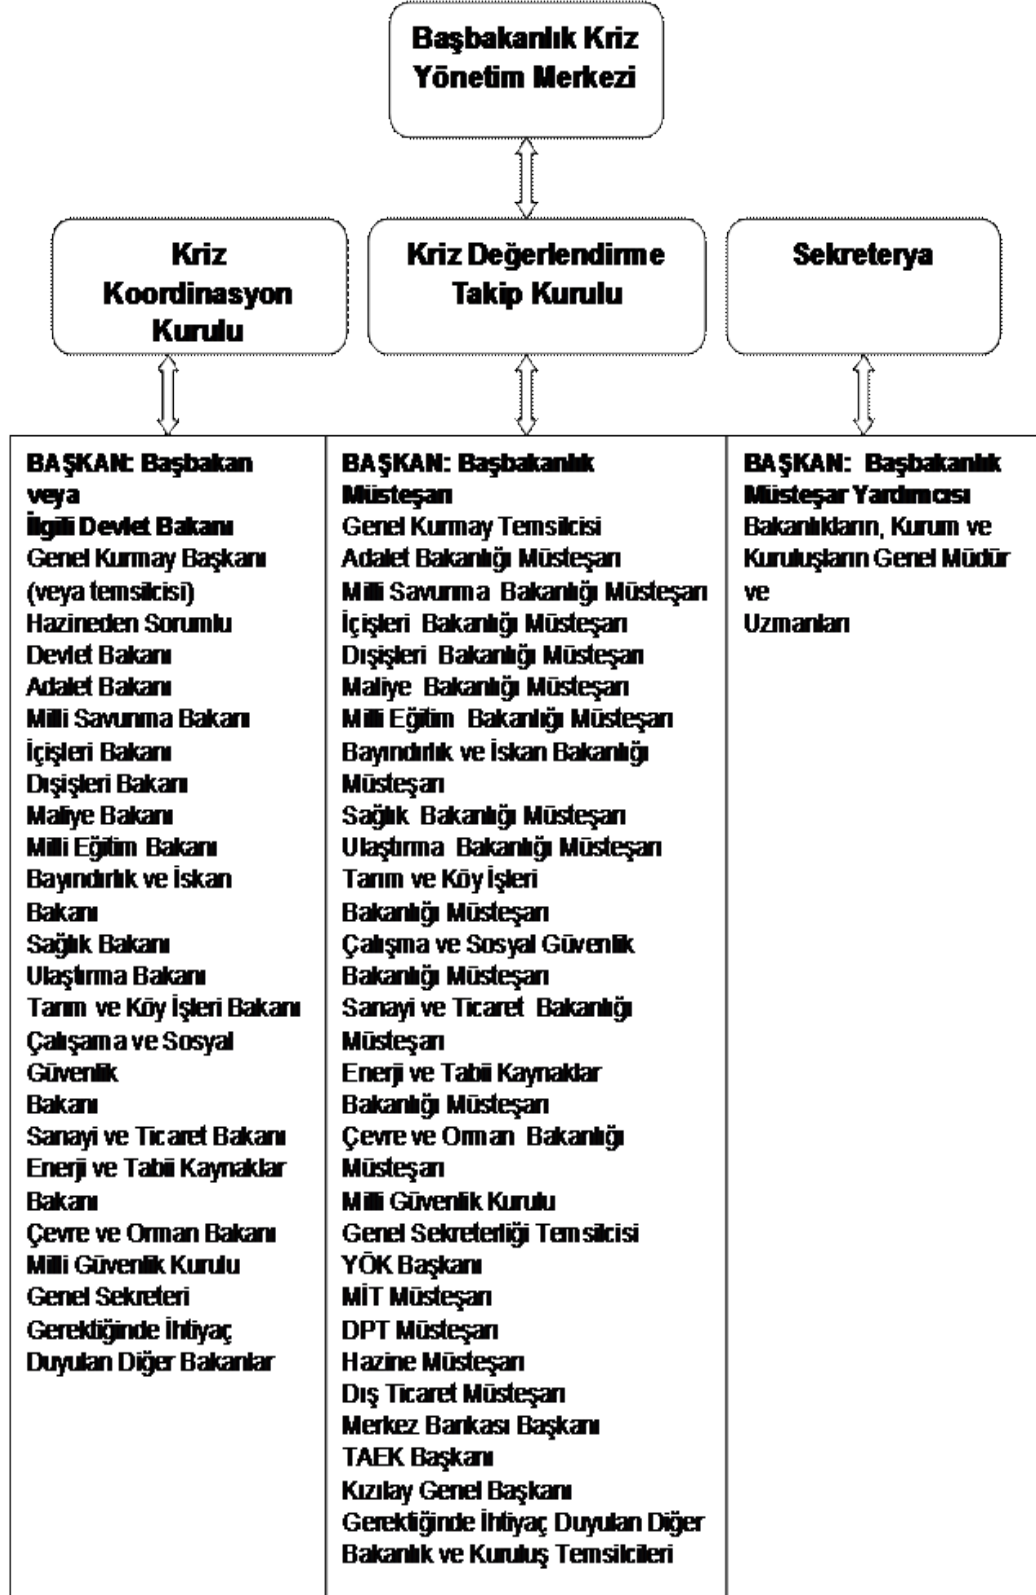 Başbakanlık Kriz
Yönetim Merkezi
Kriz
Koordinasyon
Kurulu
Kriz Değerlendirme
Takip Kurulu
Sekreterya
BAŞKAN: Başbakan
veya
İlgili Devlet Bakanı
Genel Kurmay Başkanı
(veya temsilcisi)
Hazineden Sorumlu
Devlet Bakanı
Adalet Bakanı
Milli Savunma Bakanı
İçişleri Bakanı
Dışişleri Bakanı
Maliye Bakanı
Milli Eğitim Bakanı
Bayındırlık ve İskan
Bakanı
Sağlık Bakanı
Ulaştırma Bakanı
Tarım ve Köy İşleri Bakanı
Çalışama ve Sosyal
Güvenlik
Bakanı
Sanayi ve Ticaret Bakanı
Enerji ve Tabii Kaynaklar
Bakanı
Çevre ve Orman Bakanı
Milli Güvenlik Kurulu
Genel Sekreteri
Gerektiğinde İhtiyaç
Duyulan Diğer Bakanlar
BAŞKAN: Başbakanlık
Müsteşarı
Genel Kurmay Temsilcisi
Adalet Bakanlığı Müsteşarı
Milli Savunma Bakanlığı Müsteşarı
İçişleri Bakanlığı Müsteşarı
Dışişleri Bakanlığı Müsteşarı
Maliye Bakanlığı Müsteşarı
Milli Eğitim Bakanlığı Müsteşarı
Bayındırlık ve İskan Bakanlığı
Müsteşarı
Sağlık Bakanlığı Müsteşarı
Ulaştırma Bakanlığı Müsteşarı
Tarım ve Köy İşleri
Bakanlığı Müsteşarı
Çalışma ve Sosyal Güvenlik
Bakanlığı Müsteşarı
Sanayi ve Ticaret Bakanlığı
Müsteşarı
Enerji ve Tabii Kaynaklar
Bakanlığı Müsteşarı
Çevre ve Orman Bakanlığı
Müsteşarı
Milli Güvenlik Kurulu
Genel Sekreterliği Temsilcisi
YÖK Başkanı
MİT Müsteşarı
DPT Müsteşarı
Hazine Müsteşarı
Dış Ticaret Müsteşarı
Merkez Bankası Başkanı
TAEK Başkanı
Kızılay Genel Başkanı
Gerektiğinde İhtiyaç Duyulan Diğer
Bakanlık ve Kuruluş Temsilcileri
BAŞKAN: Başbakanlık
Müsteşar Yardımcısı
Bakanlıkların, Kurum ve
Kuruluşların Genel Müdür
ve
Uzmanları